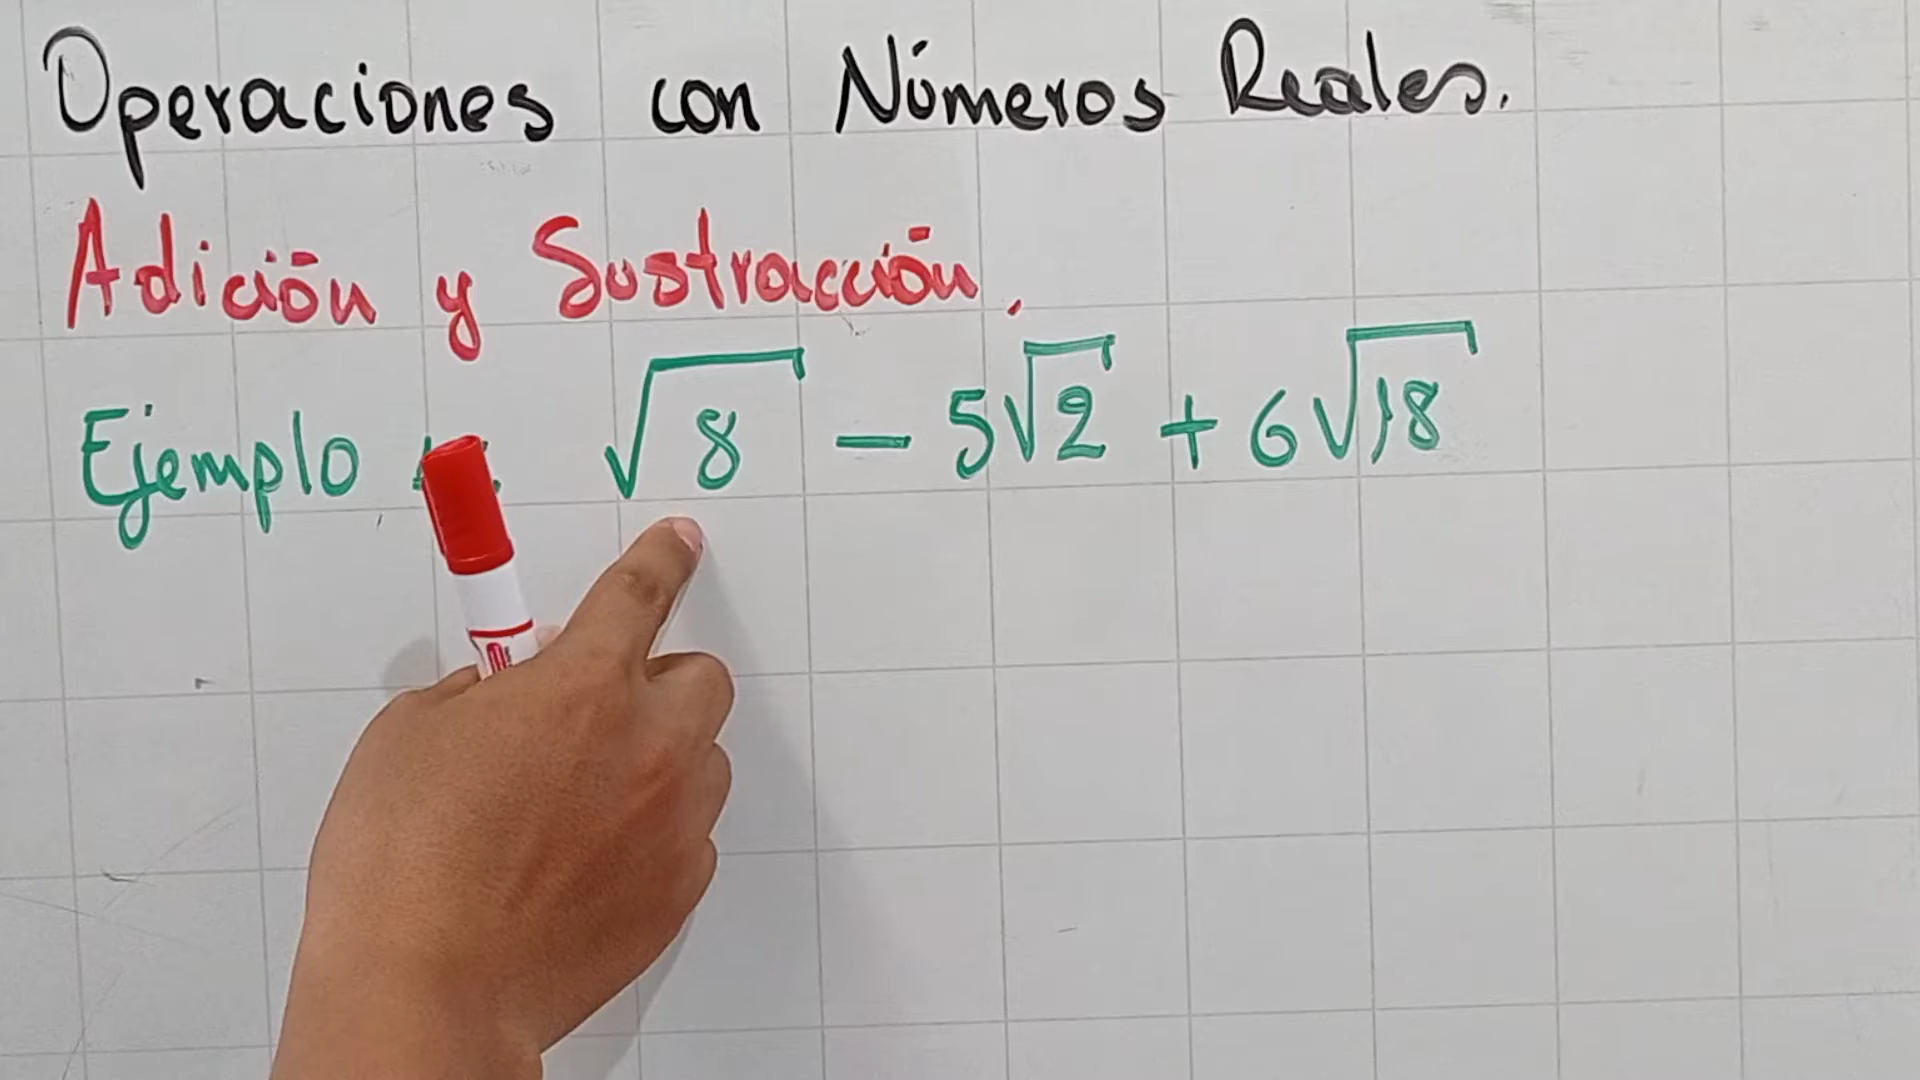 Operaciones con Números Reales.
Adición y Sustracción.
Ejemplo : √8 - 5√2 + 6√18